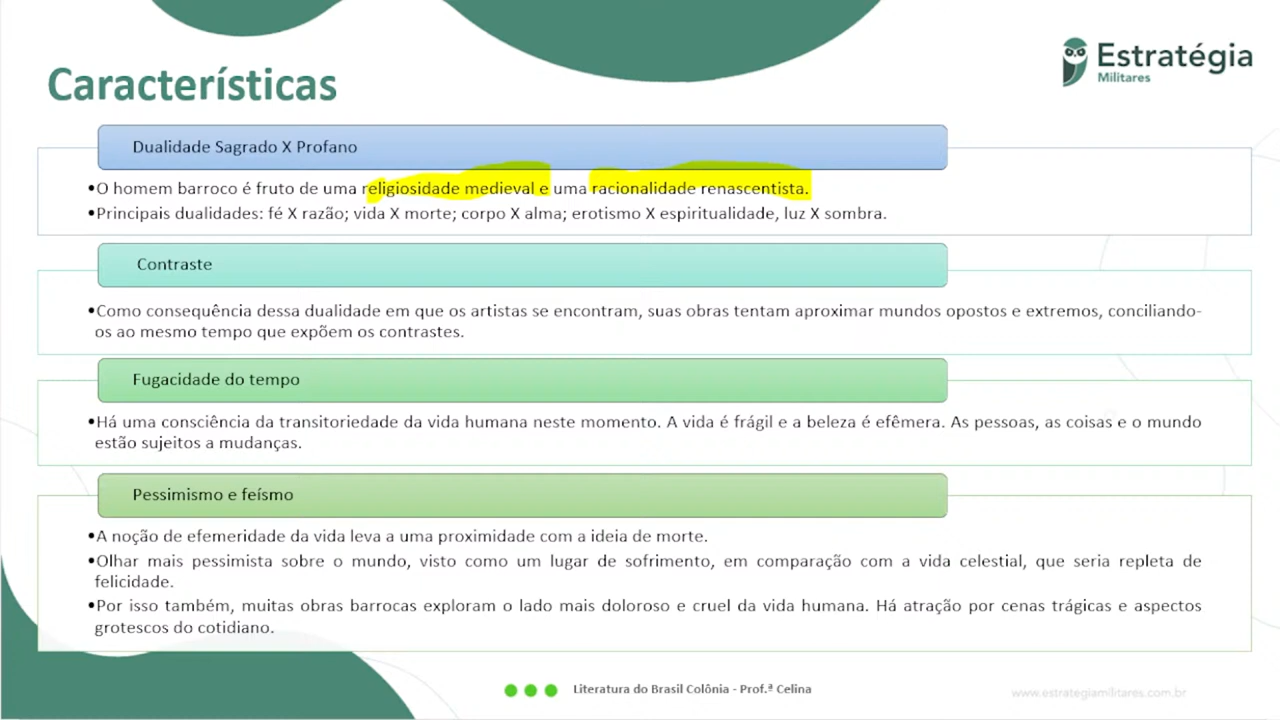 Características
Estratégia
Militares
Dualidade Sagrado X Profano
•O homem barroco é fruto de uma religiosidade medieval e uma racionalidade renascentista.
•Principais dualidades: fé X razão; vida X morte; corpo X alma; erotismo X espiritualidade, luz X sombra.
Contraste
•Como consequência dessa dualidade em que os artistas se encontram, suas obras tentam aproximar mundos opostos e extremos, conciliando-
os ao mesmo tempo que expõem os contrastes.
Fugacidade do tempo
•Há uma consciência da transitoriedade da vida humana neste momento. A vida é frágil e a beleza é efêmera. As pessoas, as coisas e o mundo
estão sujeitos a mudanças.
Pessimismo e feísmo
•A noção de efemeridade da vida leva a uma proximidade com a ideia de morte.
•Olhar mais pessimista sobre o mundo, visto como um lugar de sofrimento, em comparação com a vida celestial, que seria repleta de
felicidade.
•Por isso também, muitas obras barrocas exploram o lado mais doloroso e cruel da vida humana. Há atração por cenas trágicas e aspectos
grotescos do cotidiano.
Literatura do Brasil Colônia - Prof.ª Celina
www.estrategiamilitares.com.br